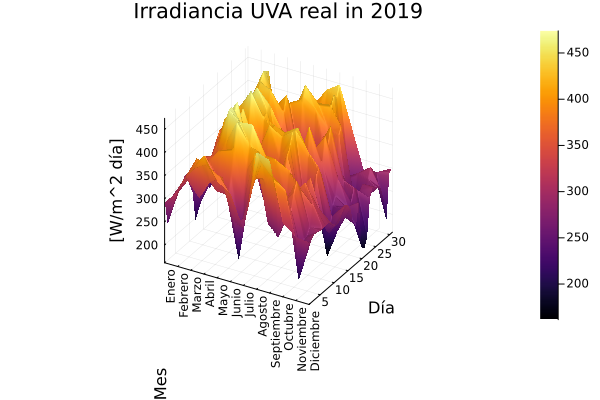 Irradiancia UVA real in 2019
[W/m^2 día]
450
400
350
300
250
200
Enero
Febrero
Marzo
Abril
Mayo
Junio
Julio
Agosto
Septiembre
Octubre
Noviembre
Diciembre
Mes
5
10
15
20
25
30
Día
450
400
350
300
250
200